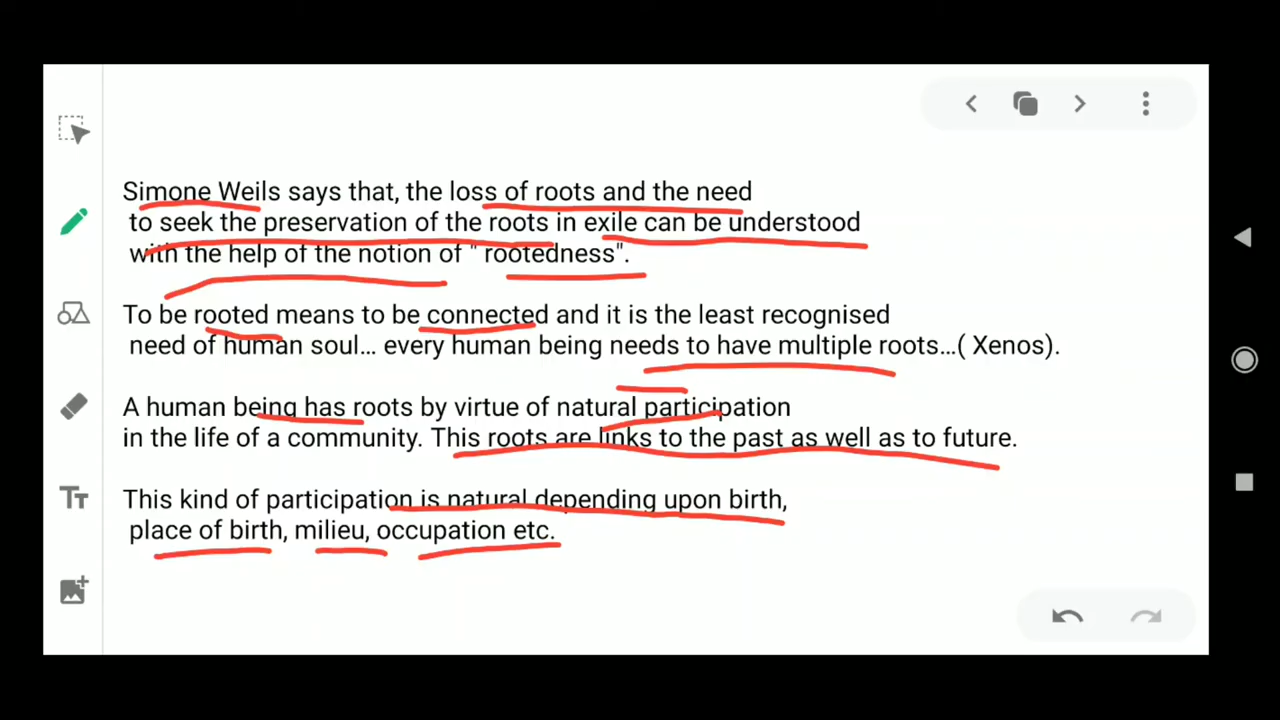 Simone Weils says that, the loss of roots and the need
to seek the preservation of the roots in exile can be understood
with the help of the notion of " rootedness".
To be rooted means to be connected and it is the least recognised
need of human soul... every human being needs to have multiple roots...( Xenos).
A human being has roots by virtue of natural participation
in the life of a community. This roots are links to the past as well as to future.
This kind of participation is natural depending upon birth,
place of birth, milieu, occupation etc.
TT